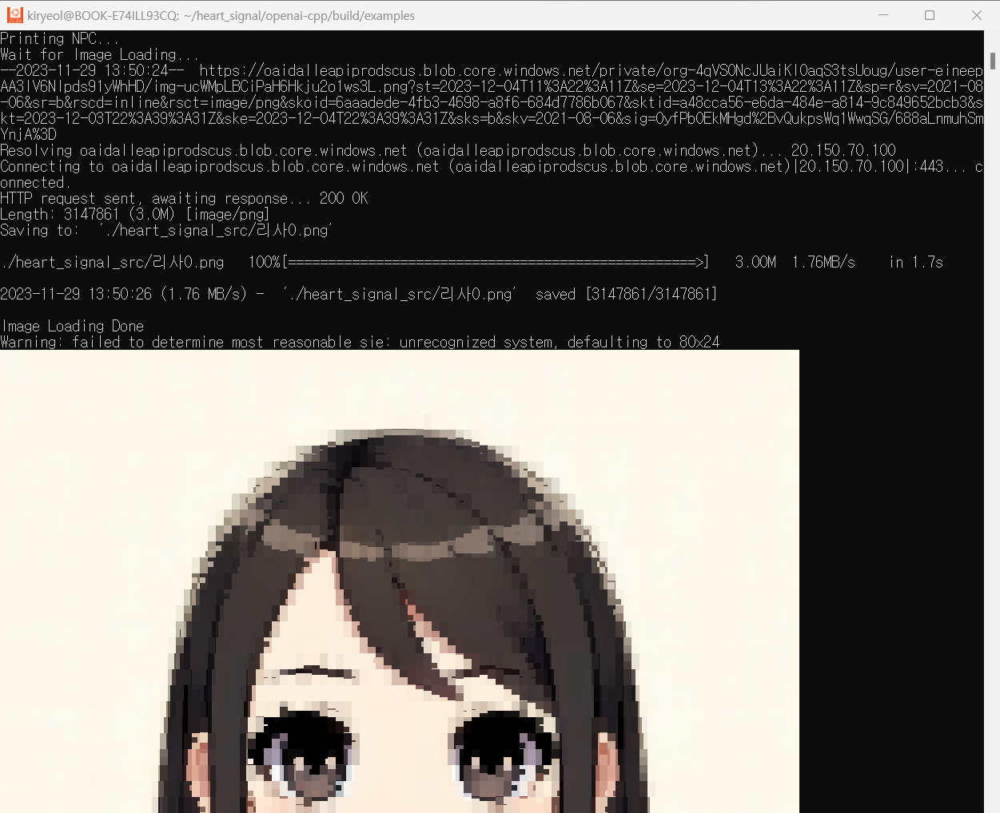 kiryeol@BOOK-E74ILL93CQ: ~/heart_signal/openai-cpp/build/examples
Printing NPC...
Wait for Image Loading...
--2023-11-29 13:50:24--  https://oaidalleapiprodscus.blob.core.windows.net/private/org-4qVSONcJUaiKlOaqS3tsUoug/user-eineep
AA3lV6Nlpds91yWhHD/img-ucWMpLBCiPaH6Hkju2o1ws3L.png?st=2023-12-04T11%3A22%3A11Z&se=2023-12-04T13%3A22%3A11Z&sp=r&sv=2021-08
-06&sr=b&rscd=inline&rsct=image/png&skoid=6aaadede-4fb3-4698-a8f6-684d7786b067&sktid=a48cca56-e6da-484e-a814-9c849652bcb3&s
kt=2023-12-03T22%3A39%3A31Z&ske=2023-12-04T22%3A39%3A31Z&sks=b&skv=2021-08-06&sig=OyfPbOEkMHgd%2BvQukpsWq1WwqSG/688aLnmuhSm
YnjA%3D
Resolving oaidalleapiprodscus.blob.core.windows.net (oaidalleapiprodscus.blob.core.windows.net)... 20.150.70.100
Connecting to oaidalleapiprodscus.blob.core.windows.net (oaidalleapiprodscus.blob.core.windows.net)|20.150.70.100|:443... c
onnected.
HTTP request sent, awaiting response... 200 OK
Length: 3147861 (3.0M) [image/png]
Saving to: ‘./heart_signal_src/리사0.png’
./heart_signal_src/리사0.png   100%[===================================================>]   3.00M  1.76MB/s    in 1.7s
2023-11-29 13:50:26 (1.76 MB/s) - ‘./heart_signal_src/리사0.png’ saved [3147861/3147861]
Image Loading Done
Warning: failed to determine most reasonable sie: unrecognized system, defaulting to 80x24